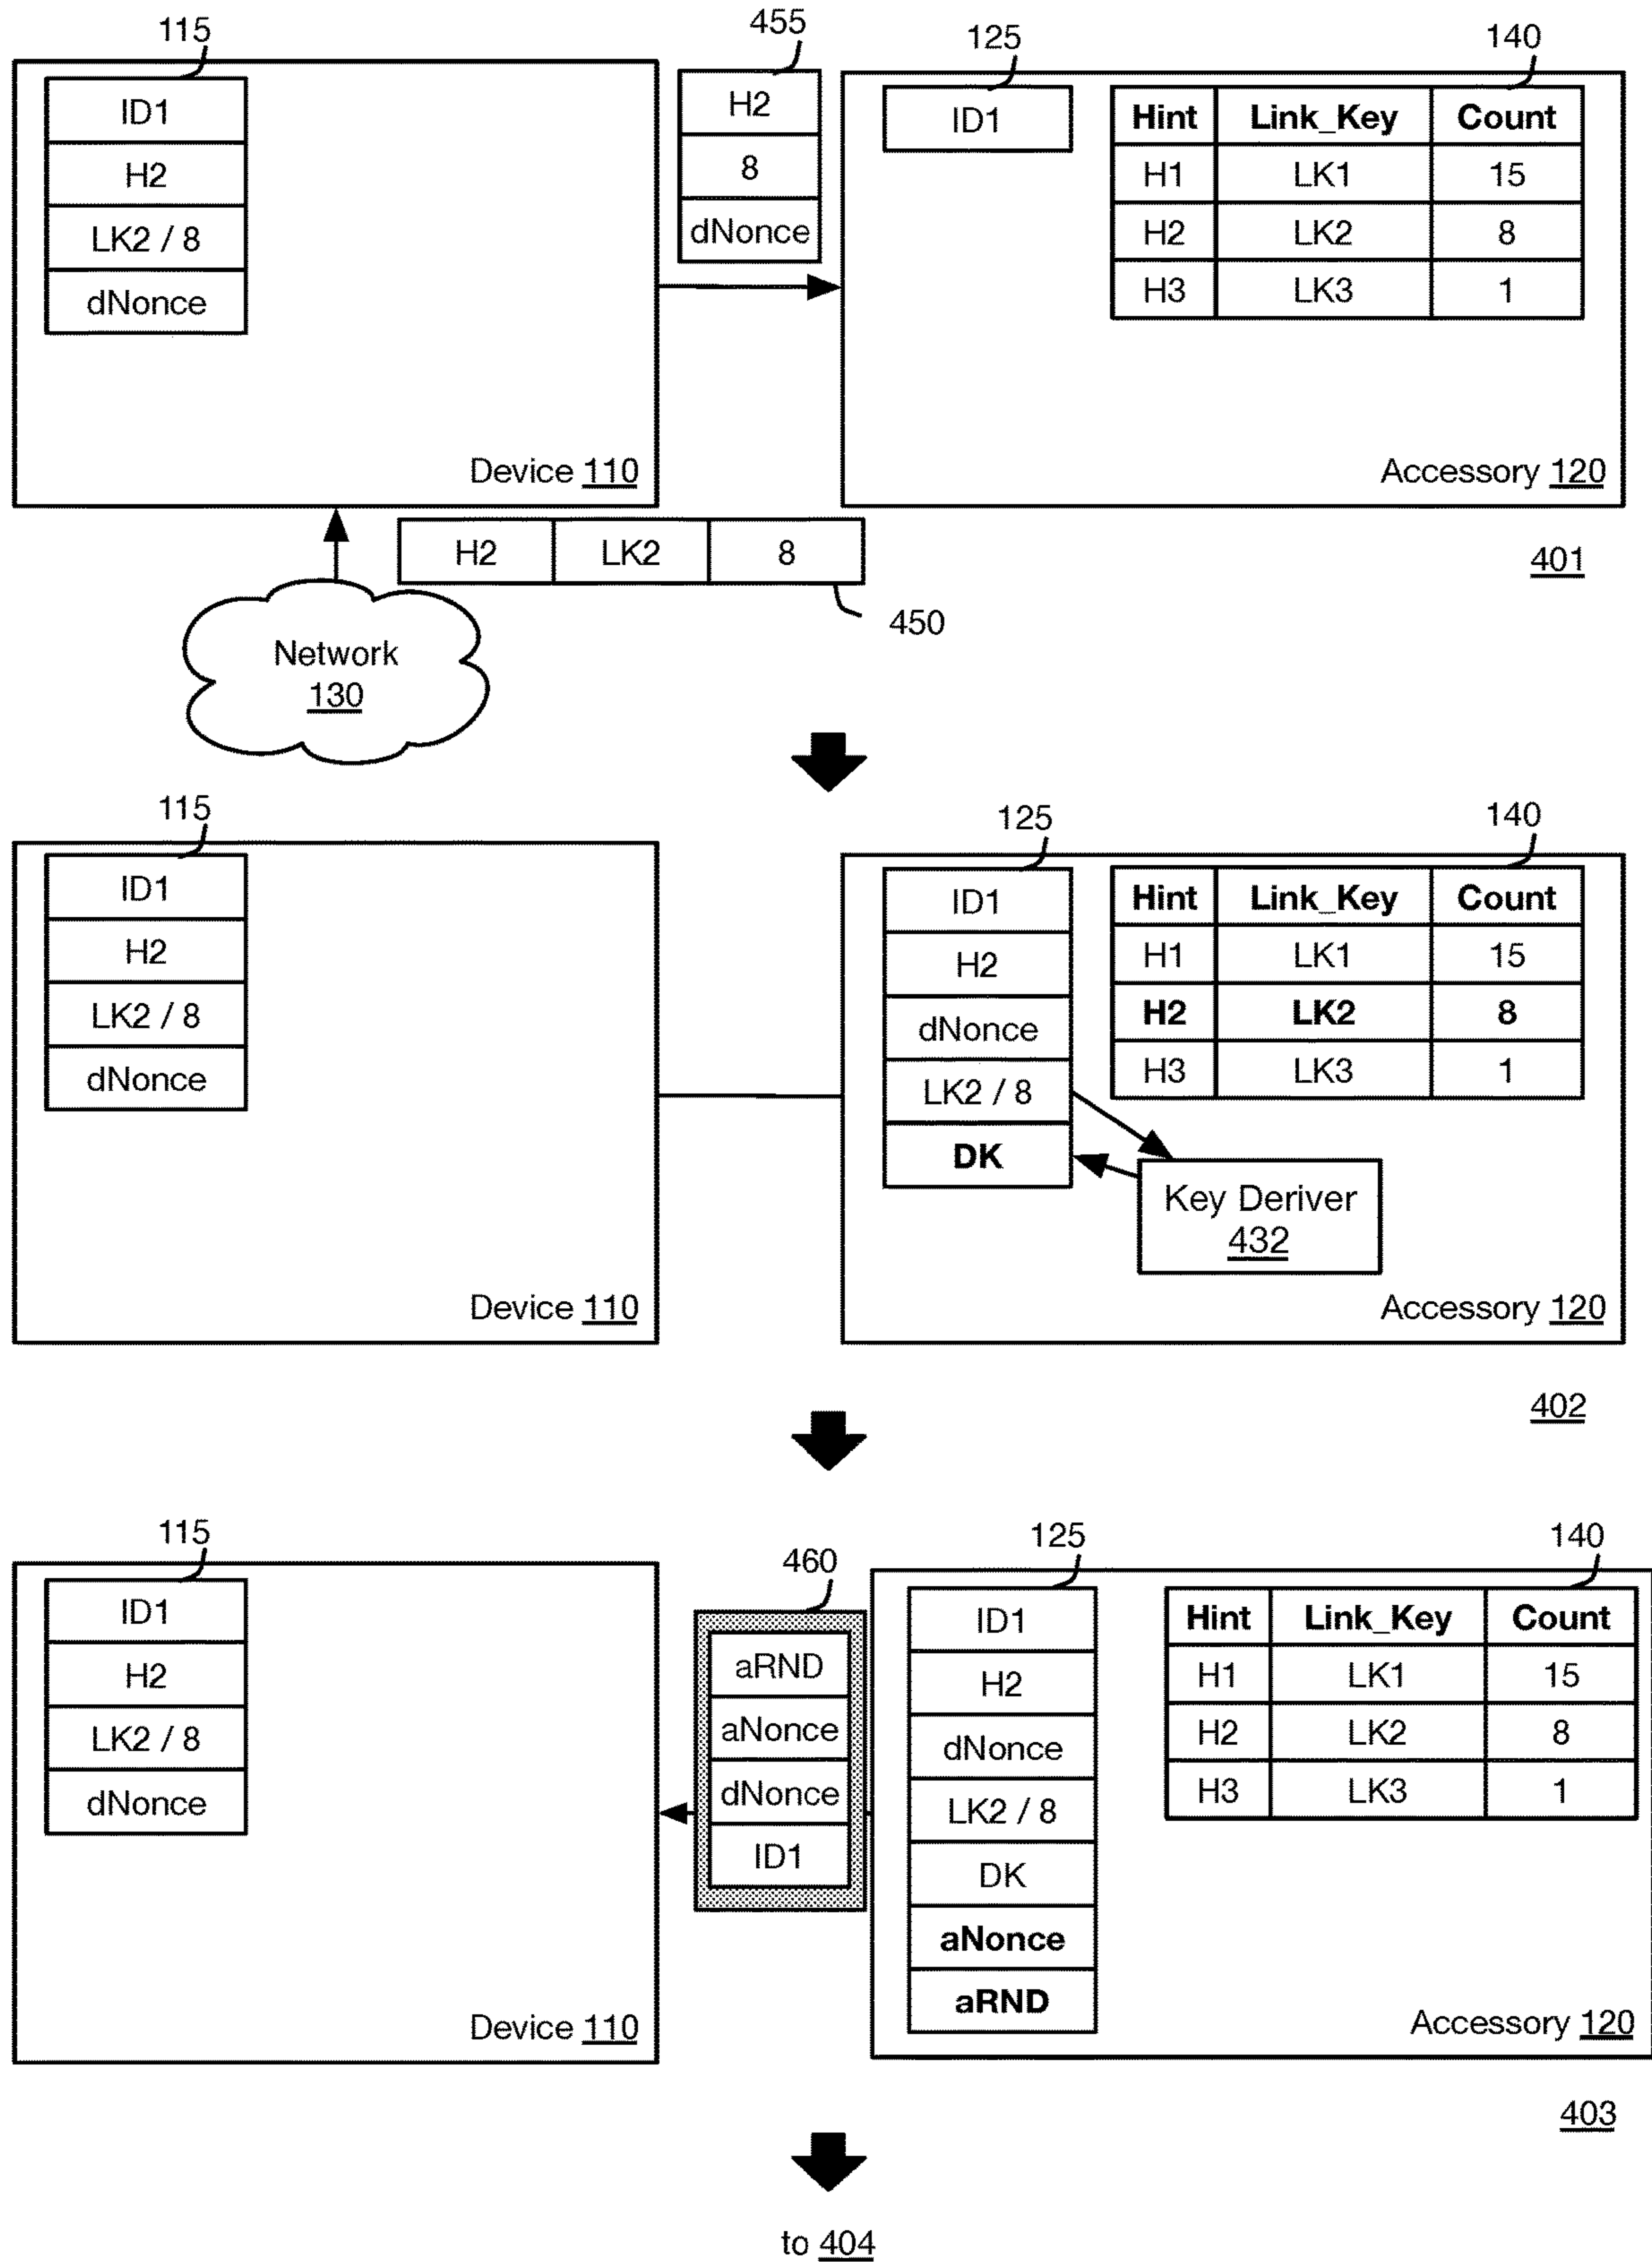 115
455
125
140
ID1
H2
LK2 / 8
dNonce
H2
8
dNonce
ID1
Hint Link_Key Count
H1 LK1 15
H2 LK2 8
H3 LK3 1
Device 110
Accessory 120
H2 LK2 8
450
401
Network
130
115
125
140
ID1
H2
LK2 / 8
dNonce
ID1
H2
dNonce
LK2 / 8
DK
Hint Link_Key Count
H1 LK1 15
H2 LK2 8
H3 LK3 1
Key Deriver
432
Device 110
Accessory 120
402
115
460
125
140
ID1
H2
LK2 / 8
dNonce
aRND
aNonce
dNonce
ID1
ID1
H2
dNonce
LK2 / 8
DK
aNonce
aRND
Hint Link_Key Count
H1 LK1 15
H2 LK2 8
H3 LK3 1
Device 110
Accessory 120
403
to 404